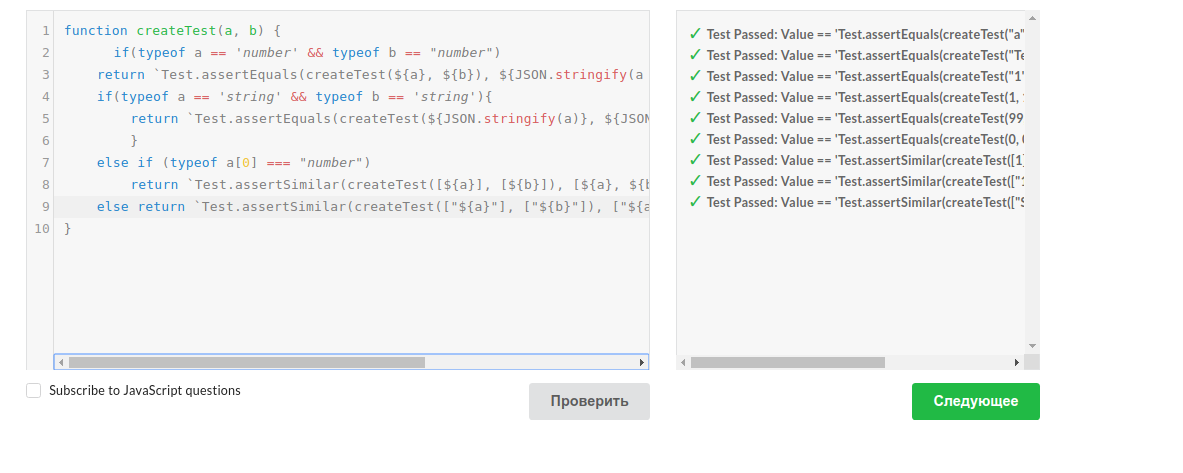 1 function createTest(a, b) {
2 if(typeof a == 'number' && typeof b == "number")
3 return `Test.assertEquals(createTest(${a}, ${b}), ${JSON.stringify(a
4 if(typeof a == 'string' && typeof b == 'string'){
5 return `Test.assertEquals(createTest(${JSON.stringify(a)}, ${JSON
6 }
7 else if (typeof a[0] === "number")
8 return `Test.assertSimilar(createTest([${a}], [${b}]), [${a}, ${b
9 else return `Test.assertSimilar(createTest(["${a}"], ["${b}"]), ["${a
10 }
✓ Test Passed: Value == 'Test.assertEquals(createTest("a"
✓ Test Passed: Value == 'Test.assertEquals(createTest("Te
✓ Test Passed: Value == 'Test.assertEquals(createTest("1"
✓ Test Passed: Value == 'Test.assertEquals(createTest(1,
✓ Test Passed: Value == 'Test.assertEquals(createTest(99
✓ Test Passed: Value == 'Test.assertEquals(createTest(0,
✓ Test Passed: Value == 'Test.assertSimilar(createTest([1]
✓ Test Passed: Value == 'Test.assertSimilar(createTest(["1
✓ Test Passed: Value == 'Test.assertSimilar(createTest(["S
Subscribe to JavaScript questions
Проверить
Следующее